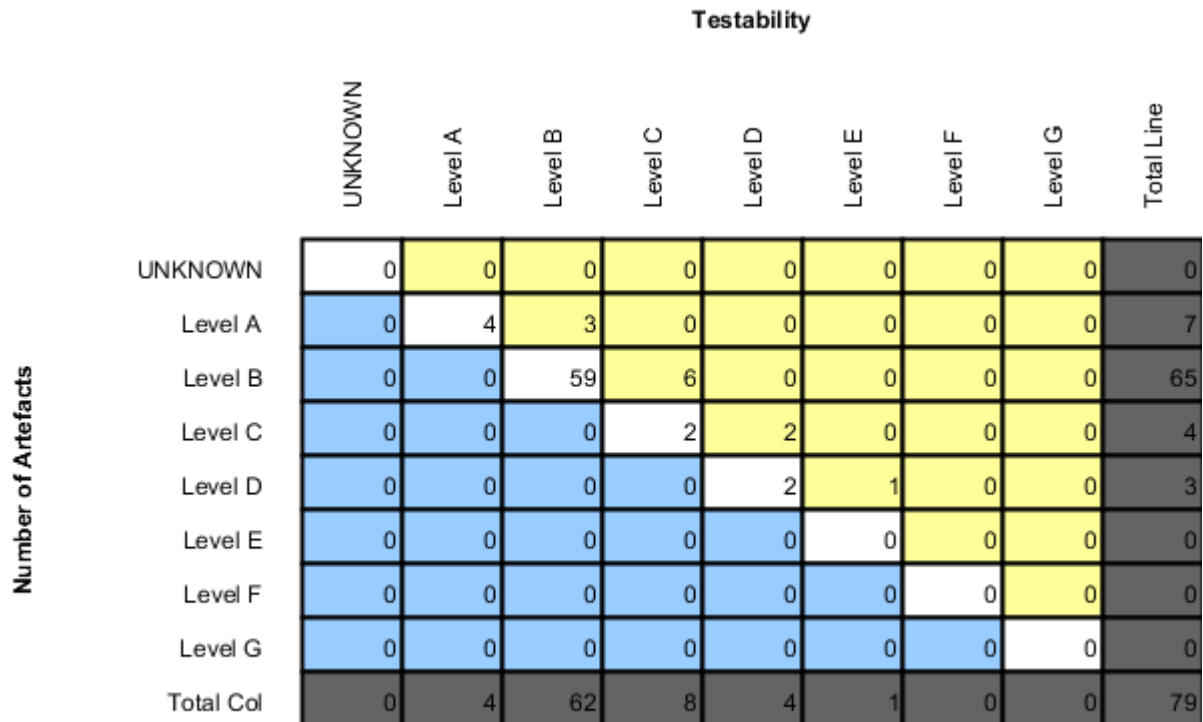 Testability
UNKNOWN Level A Level B Level C Level D Level E Level F Level G Total Line
Number of Artefacts
UNKNOWN 0 0 0 0 0 0 0 0 0
Level A 0 4 3 0 0 0 0 0 7
Level B 0 0 59 6 0 0 0 0 65
Level C 0 0 0 2 2 0 0 0 4
Level D 0 0 0 0 2 1 0 0 3
Level E 0 0 0 0 0 0 0 0 0
Level F 0 0 0 0 0 0 0 0 0
Level G 0 0 0 0 0 0 0 0 0
Total Col 0 4 62 8 4 1 0 0 79